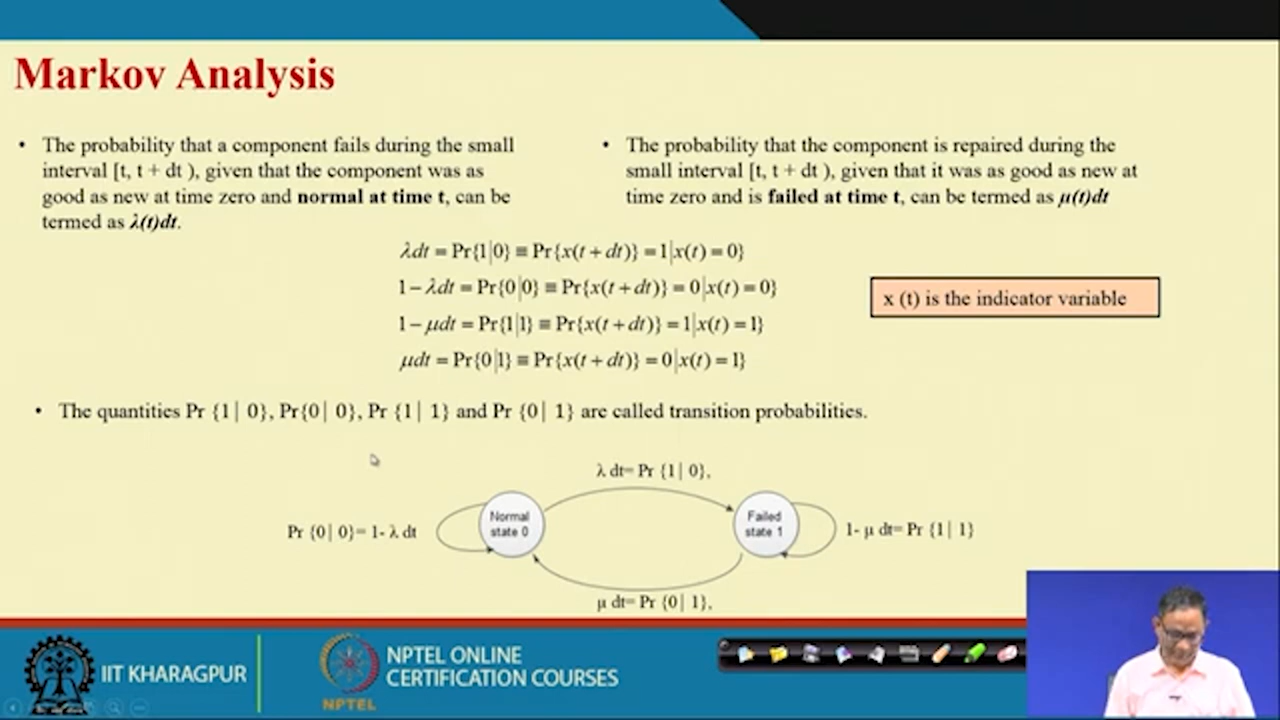 Markov Analysis
• The probability that a component fails during the small
interval [t, t + dt ), given that the component was as
good as new at time zero and normal at time t, can be
termed as λ(t)dt.
• The probability that the component is repaired during the
small interval [t, t + dt ), given that it was as good as new at
time zero and is failed at time t, can be termed as μ(t)dt
λdt = Pr{1|0} ≡ Pr{x(t + dt)} = 1|x(t) = 0}
1 − λdt = Pr{0|0} ≡ Pr{x(t + dt)} = 0|x(t) = 0}
1 − μdt = Pr{1|1} ≡ Pr{x(t + dt)} = 1|x(t) = 1}
μdt = Pr{0|1} ≡ Pr{x(t + dt)} = 0|x(t) = 1}
x (t) is the indicator variable
• The quantities Pr {1| 0}, Pr{0| 0}, Pr {1| 1} and Pr {0| 1} are called transition probabilities.
λ dt= Pr {1| 0},
Normal
state 0
Failed
state 1
Pr {0| 0}= 1- λ dt
1- μ dt= Pr {1| 1}
μ dt= Pr {0| 1},
IIT KHARAGPUR
NPTEL
NPTEL ONLINE
CERTIFICATION COURSES